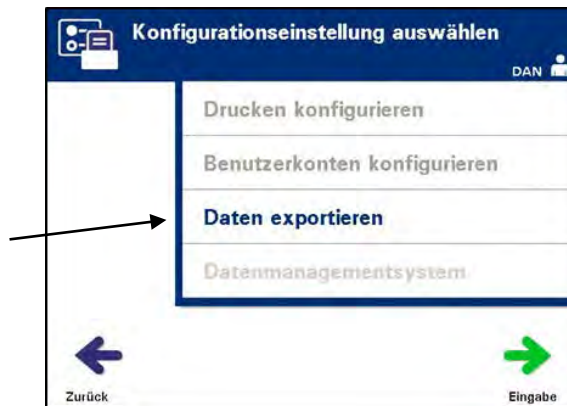 Konfigurationseinstellung auswählen
DAN
Drucken konfigurieren
Benutzerkonten konfigurieren
Daten exportieren
Datenmanagementsystem
Zurück
Eingabe